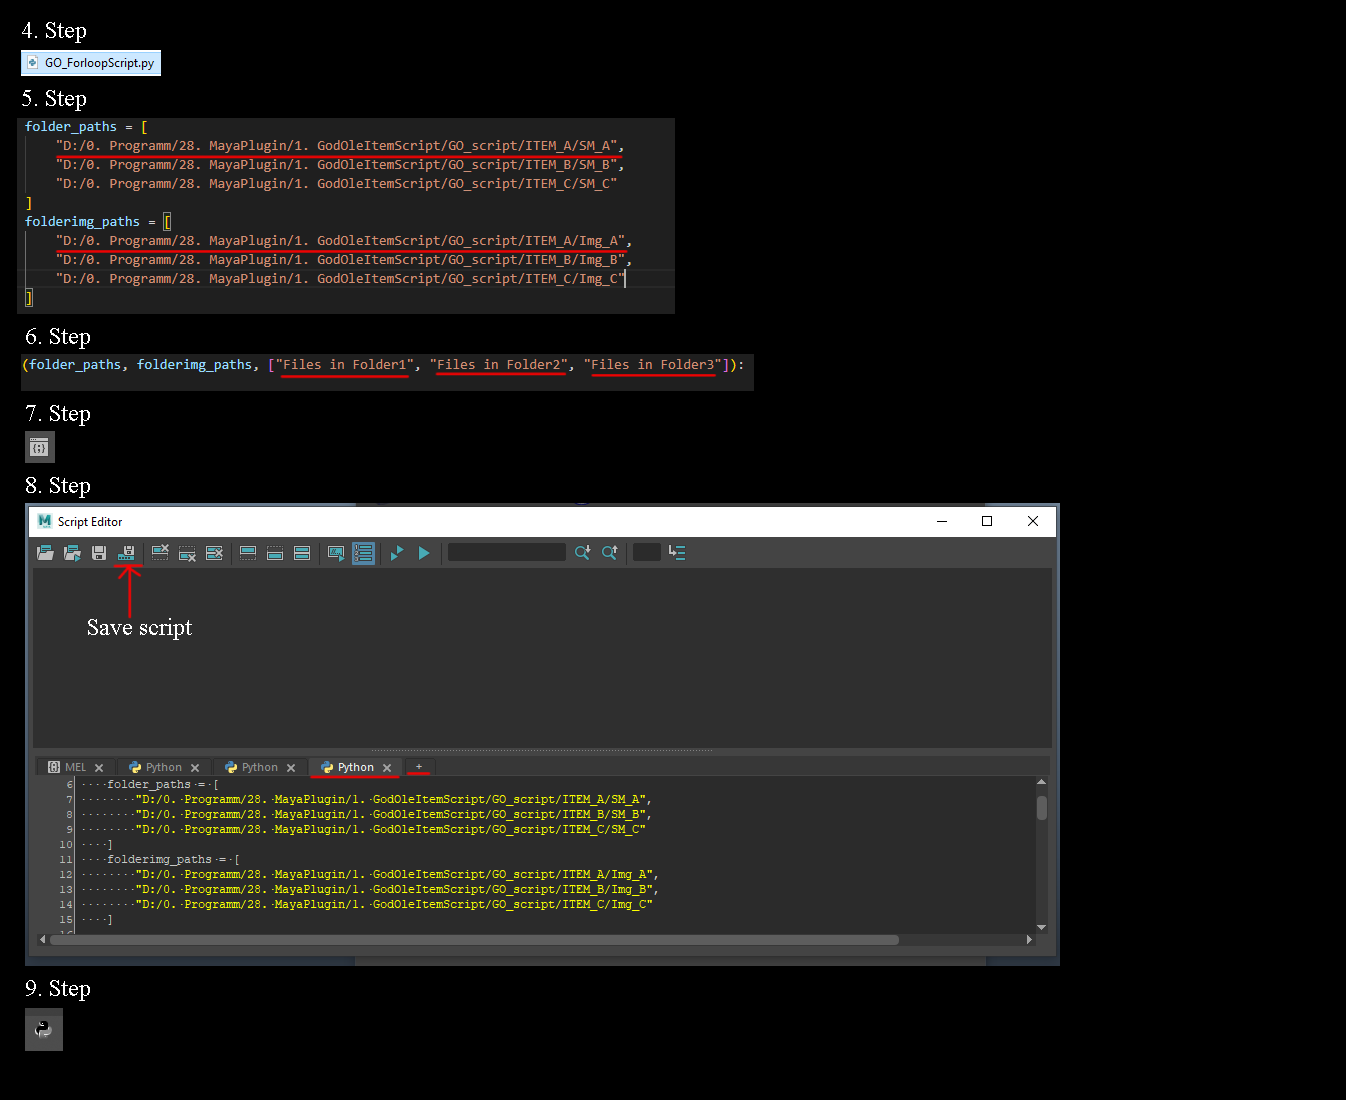 4. Step
GO_ForloopScript.py
5. Step
folder_paths = [
"D:/0. Programm/28. MayaPlugin/1. GodOleItemScript/GO_script/ITEM_A/SM_A",
"D:/0. Programm/28. MayaPlugin/1. GodOleItemScript/GO_script/ITEM_B/SM_B",
"D:/0. Programm/28. MayaPlugin/1. GodOleItemScript/GO_script/ITEM_C/SM_C"
]
folderimg_paths = [
"D:/0. Programm/28. MayaPlugin/1. GodOleItemScript/GO_script/ITEM_A/Img_A",
"D:/0. Programm/28. MayaPlugin/1. GodOleItemScript/GO_script/ITEM_B/Img_B",
"D:/0. Programm/28. MayaPlugin/1. GodOleItemScript/GO_script/ITEM_C/Img_C"
]
6. Step
(folder_paths, folderimg_paths, ["Files in Folder1", "Files in Folder2", "Files in Folder3"]):
7. Step
8. Step
Script Editor
Save script
MEL Python Python Python +
6 folder_paths = [
7 "D:/0. Programm/28. MayaPlugin/1. GodOleItemScript/GO_script/ITEM_A/SM_A",
8 "D:/0. Programm/28. MayaPlugin/1. GodOleItemScript/GO_script/ITEM_B/SM_B",
9 "D:/0. Programm/28. MayaPlugin/1. GodOleItemScript/GO_script/ITEM_C/SM_C"
10 ]
11 folderimg_paths = [
12 "D:/0. Programm/28. MayaPlugin/1. GodOleItemScript/GO_script/ITEM_A/Img_A",
13 "D:/0. Programm/28. MayaPlugin/1. GodOleItemScript/GO_script/ITEM_B/Img_B",
14 "D:/0. Programm/28. MayaPlugin/1. GodOleItemScript/GO_script/ITEM_C/Img_C"
15 ]
9. Step